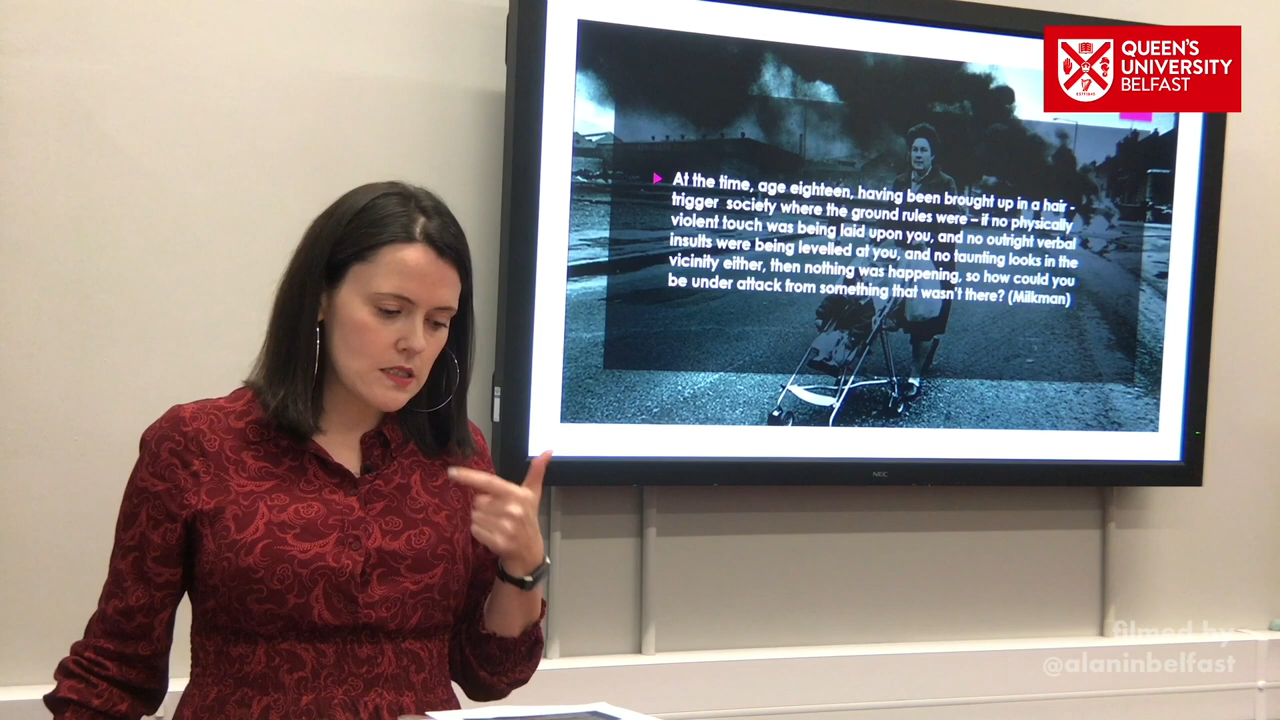 QUEEN'S
UNIVERSITY
BELFAST
At the time, age eighteen, having been brought up in a hair -
trigger society where the ground rules were – if no physically
violent touch was being laid upon you, and no outright verbal
insults were being levelled at you, and no taunting looks in the
vicinity either, then nothing was happening, so how could you
be under attack from something that wasn't there? (Milkman)
NEC
filmed by
@alaninbelfast